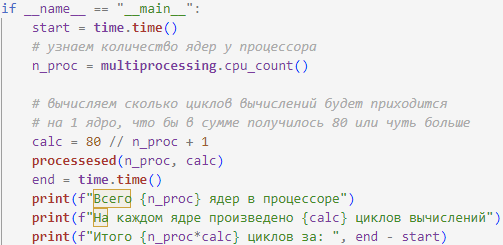 if __name__ == "__main__":
    start = time.time()
    # узнаем количество ядер у процессора
    n_proc = multiprocessing.cpu_count()

    # вычисляем сколько циклов вычислений будет приходится
    # на 1 ядро, что бы в сумме получилось 80 или чуть больше
    calc = 80 // n_proc + 1
    processesed(n_proc, calc)
    end = time.time()
    print(f"Всего {n_proc} ядер в процессоре")
    print(f"На каждом ядре произведено {calc} циклов вычислений")
    print(f"Итого {n_proc*calc} циклов за: ", end - start)